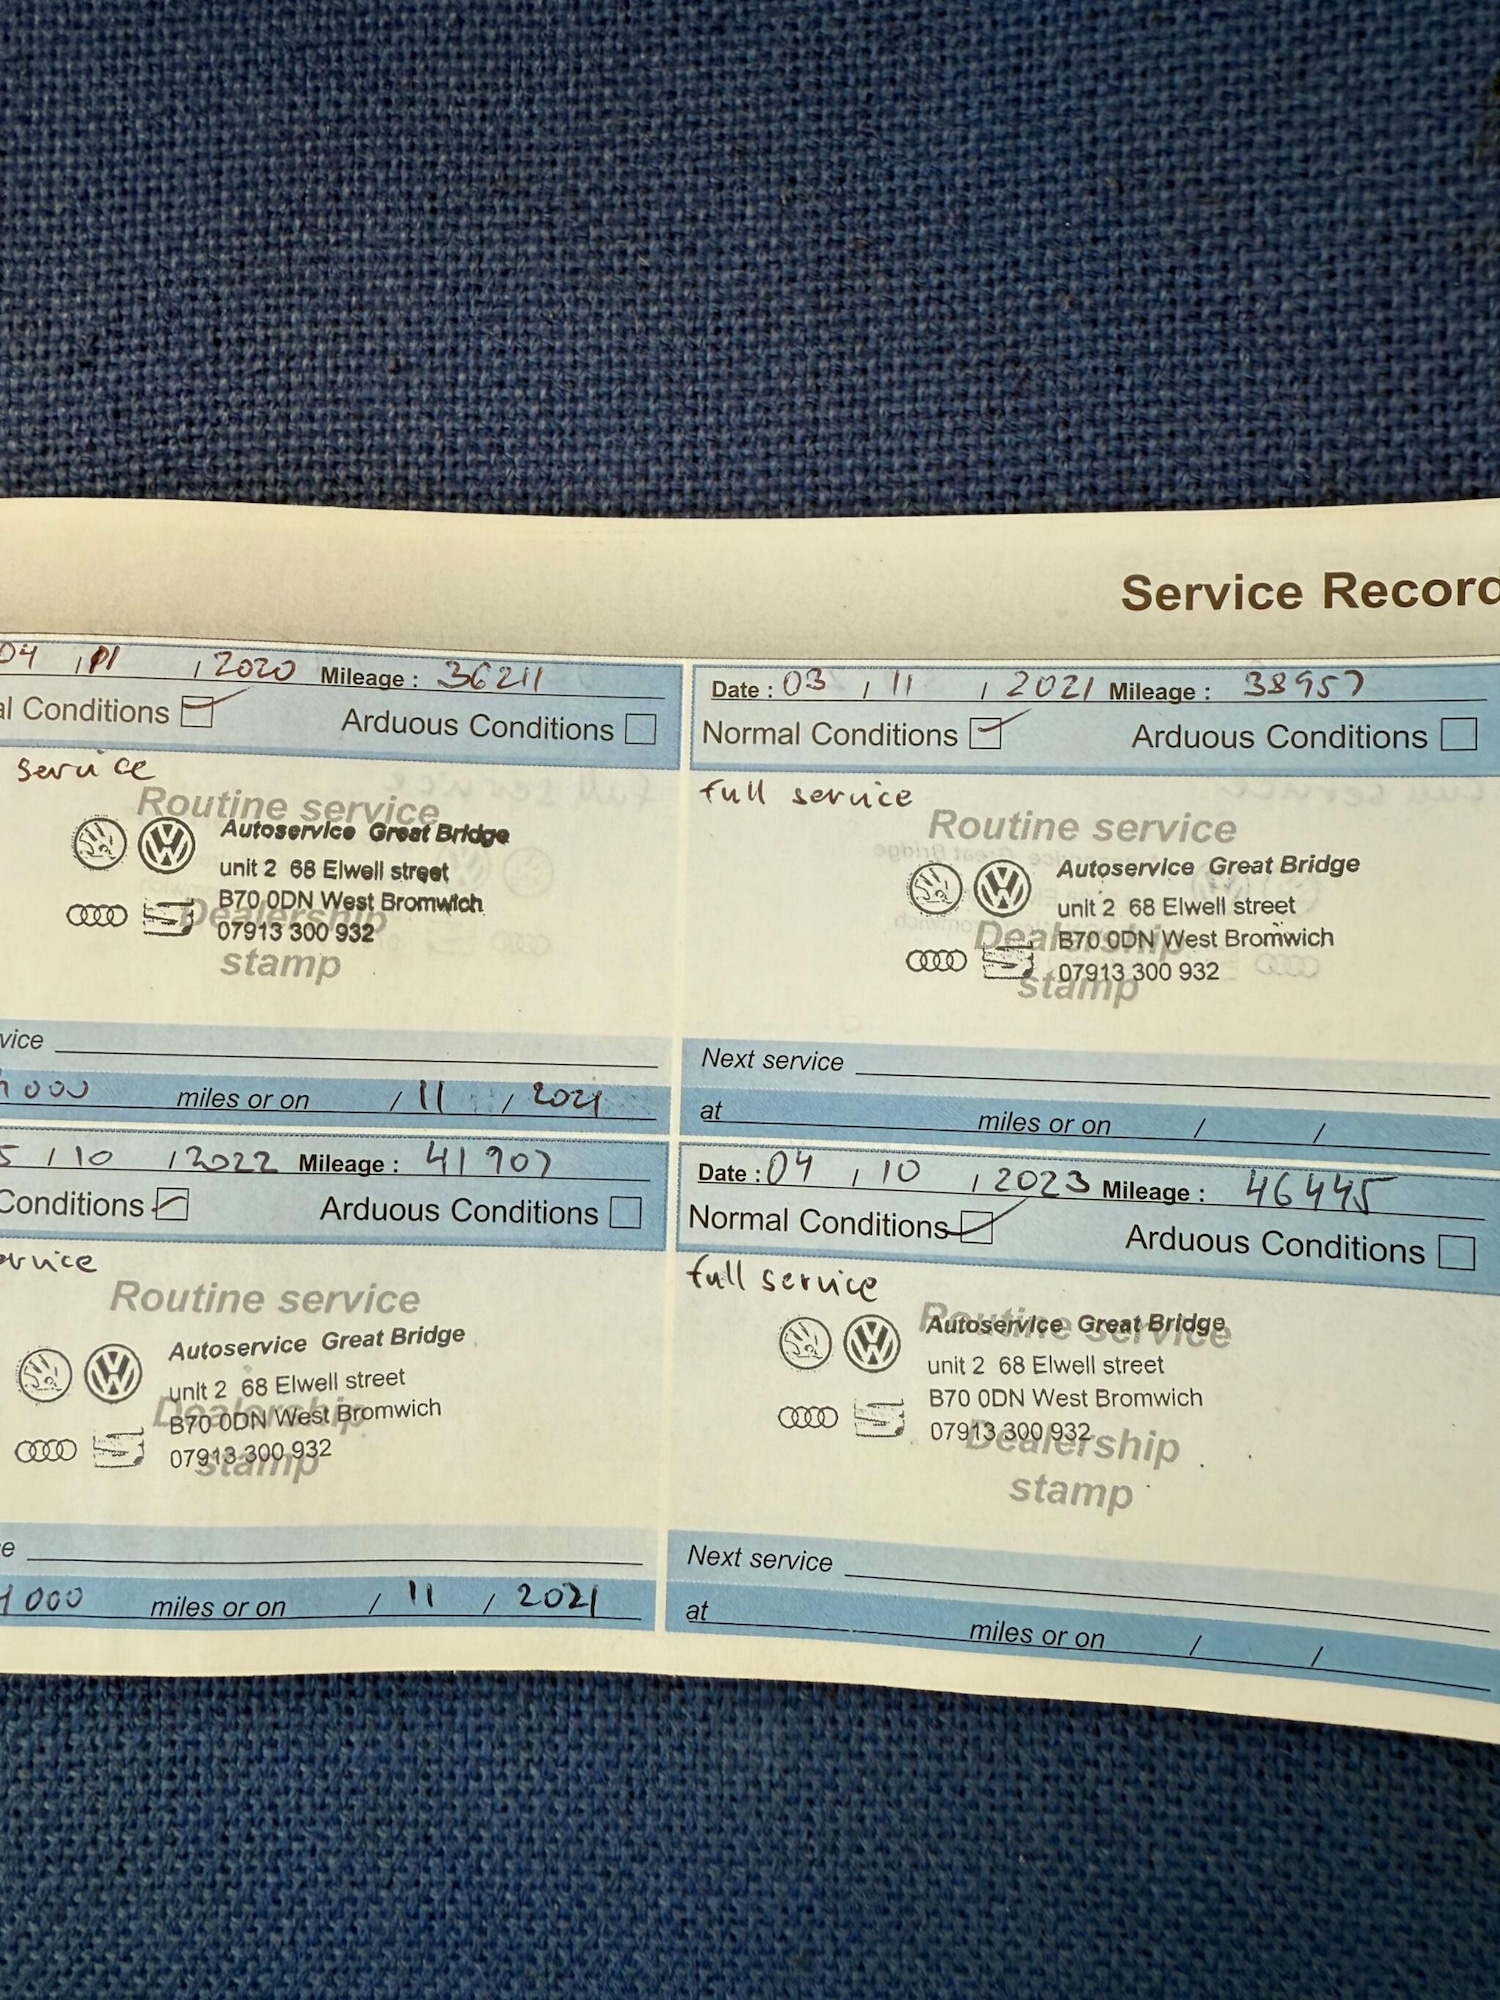 Service Record
04 / 11 / 2020 Mileage : 36211
al Conditions Arduous Conditions
service
Routine service
Autoservice Great Bridge
unit 2 68 Elwell street
B70 0DN West Bromwich
Dealership
07913 300 932
stamp
vice
000 miles or on / 11 / 2021
Date : 03 / 11 / 2021 Mileage : 38957
Normal Conditions Arduous Conditions
full service
Routine service
Autoservice Great Bridge
unit 2 68 Elwell street
B70 0DN West Bromwich
Dealership
07913 300 932
stamp
Next service
at miles or on / /
5 / 10 / 2022 Mileage : 41907
Conditions Arduous Conditions
ervice
Routine service
Autoservice Great Bridge
unit 2 68 Elwell street
B70 0DN West Bromwich
Dealership
07913 300 932
stamp
e
1000 miles or on / 11 / 2021
Date : 04 / 10 / 2023 Mileage : 46445
Normal Conditions Arduous Conditions
full service
Routine service
Autoservice Great Bridge
unit 2 68 Elwell street
B70 0DN West Bromwich
07913 300 932
Dealership
stamp
Next service
at miles or on / /